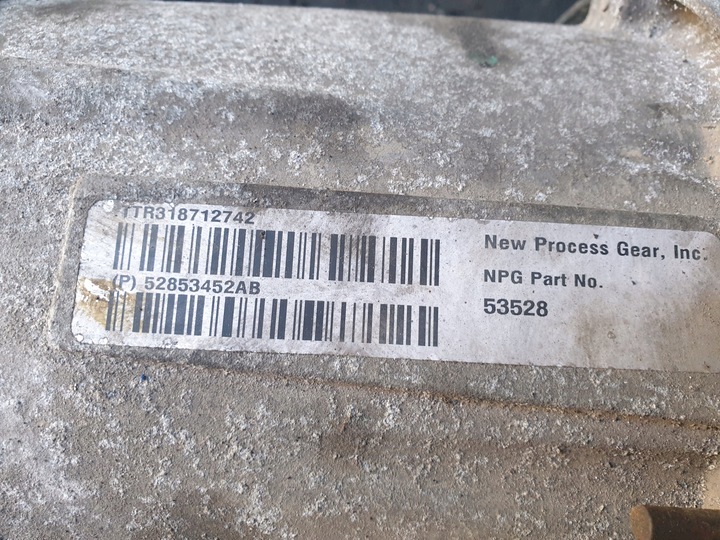 TTR318712742
(P) 52853452AB
New Process Gear, Inc.
NPG Part No.
53528